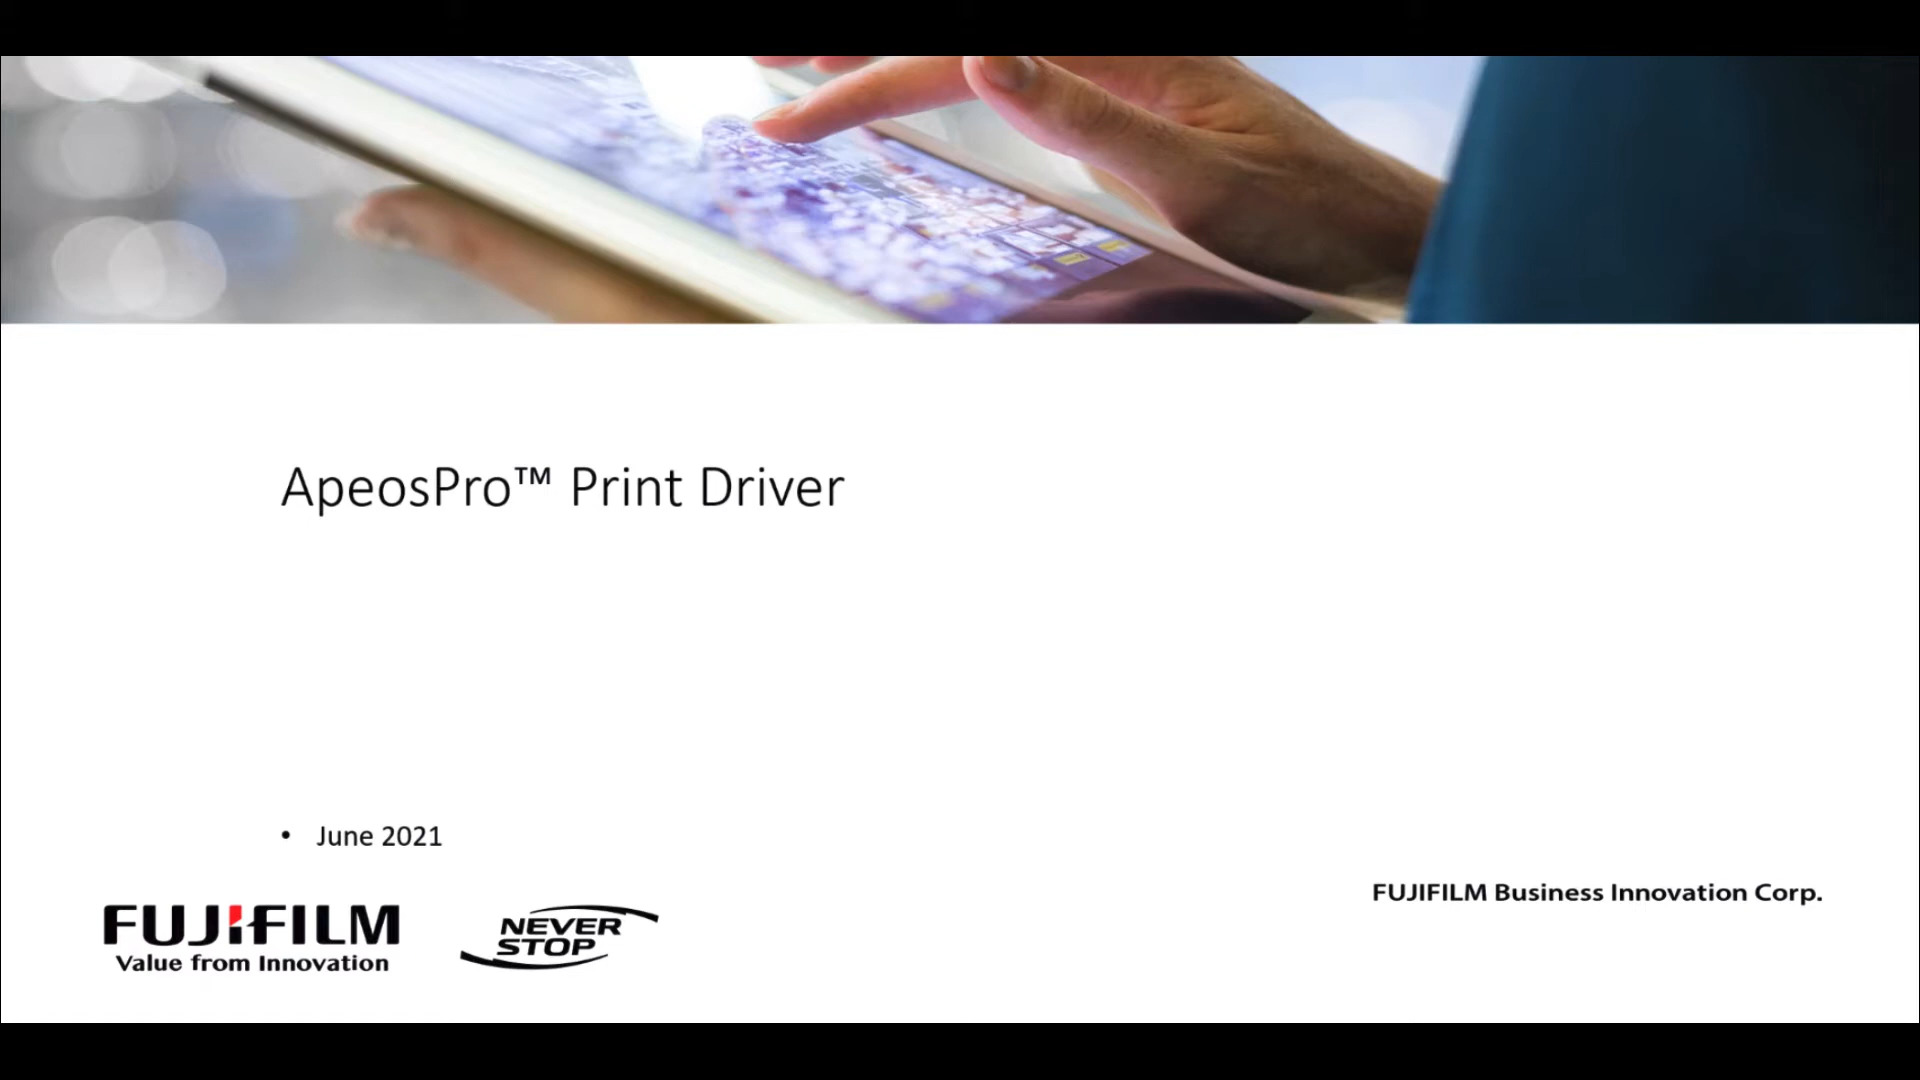 ApeosPro™ Print Driver
• June 2021
FUJIFILM Business Innovation Corp.
FUJIFILM
Value from Innovation
NEVER
STOP